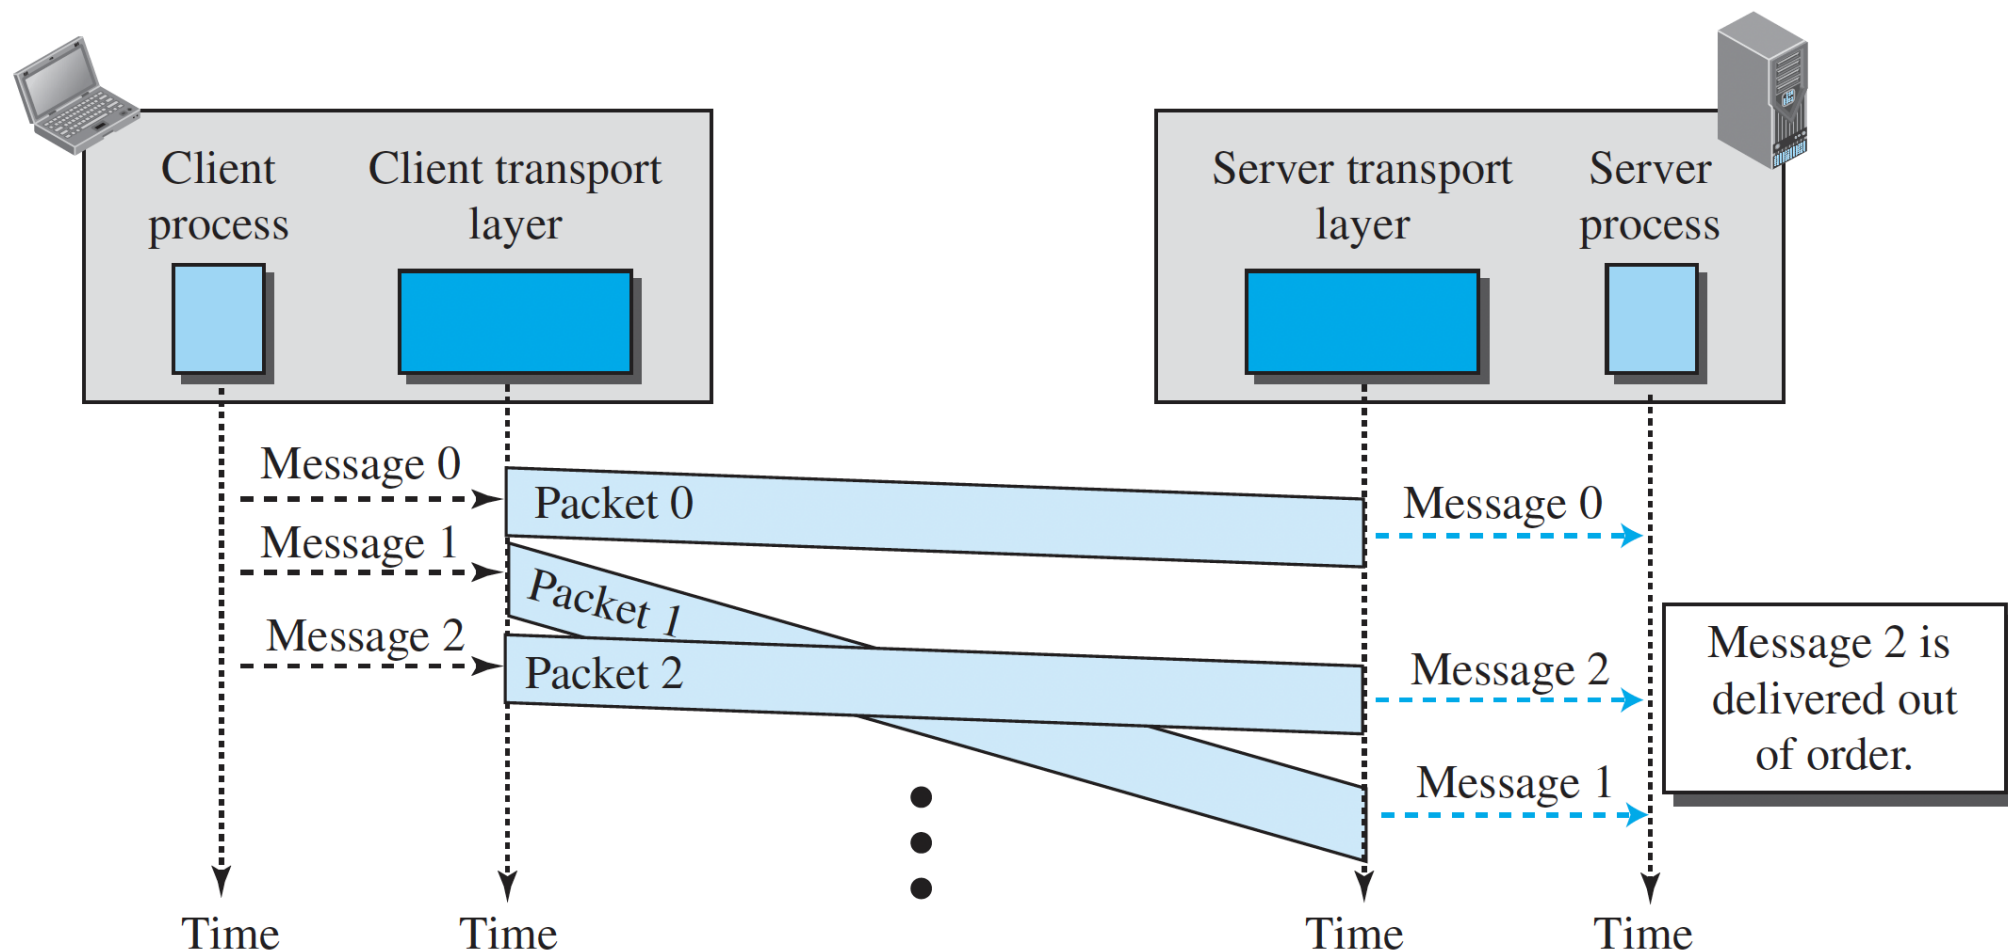 Client
process
Client transport
layer
Server transport
layer
Server
process
Message 0
Packet 0
Message 0
Message 1
Packet 1
Message 2
Packet 2
Message 2
Message 1
Message 2 is
delivered out
of order.
Time
Time
Time
Time